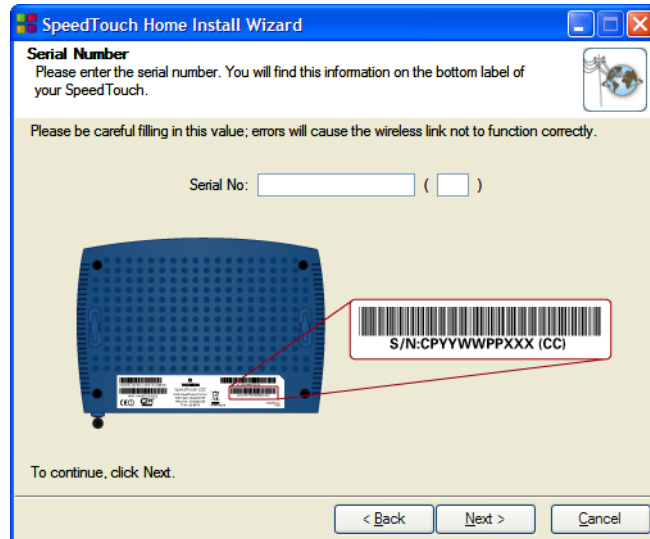 SpeedTouch Home Install Wizard
Serial Number
Please enter the serial number. You will find this information on the bottom label of
your SpeedTouch.
Please be careful filling in this value; errors will cause the wireless link not to function correctly.
Serial No: ( )
S/N:CPYYWWPPXXX (CC)
To continue, click Next.
< Back Next > Cancel